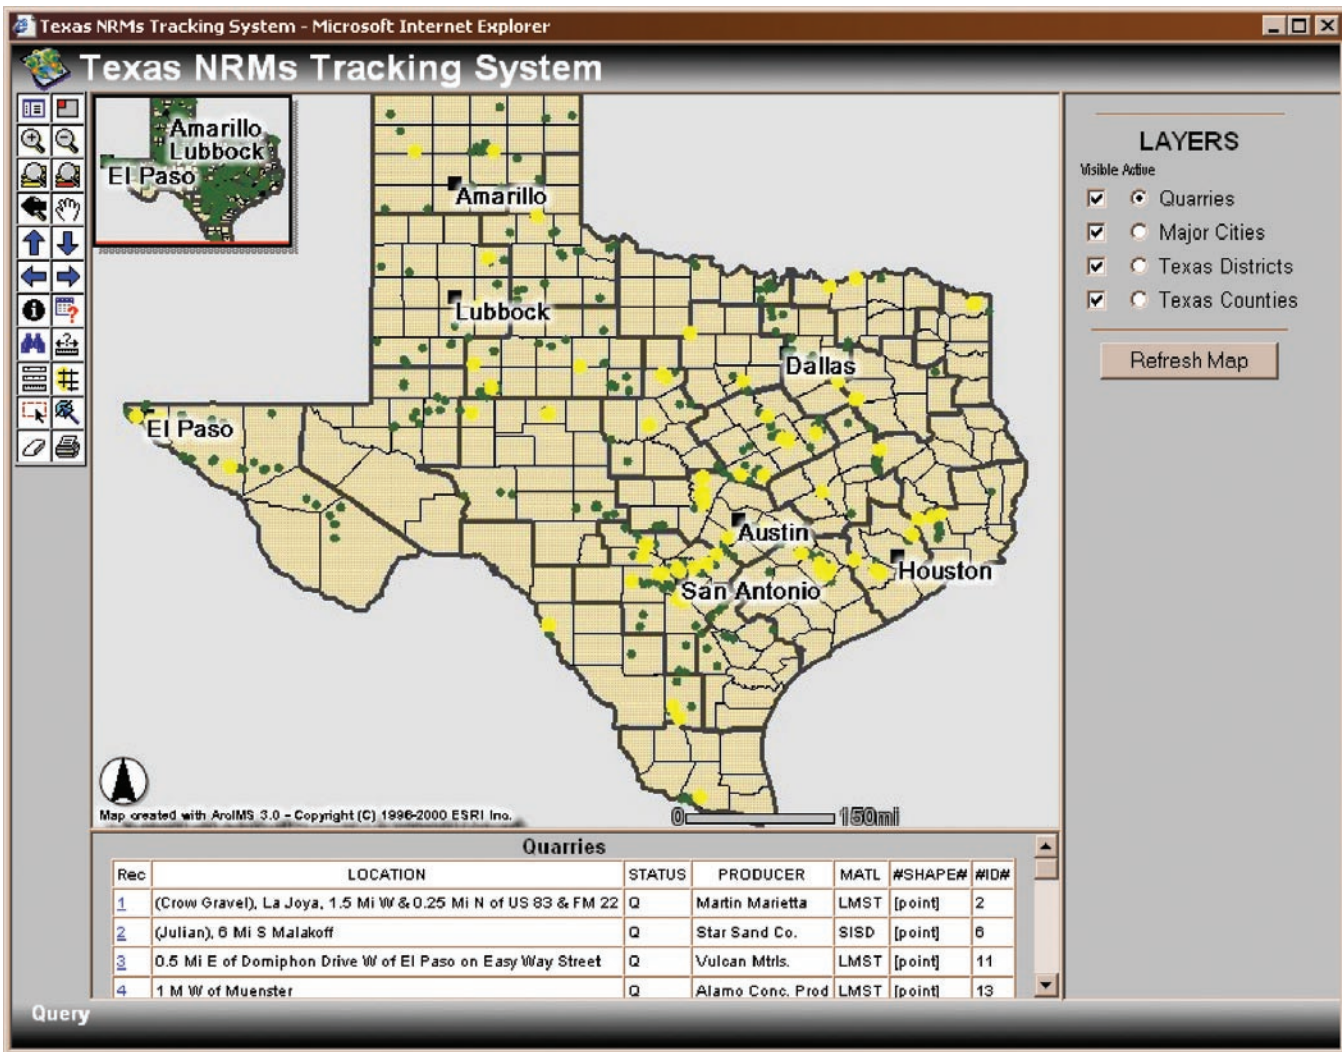 Texas NRMs Tracking System - Microsoft Internet Explorer
Texas NRMs Tracking System
Amarillo
Lubbock
El Paso
Amarillo
Lubbock
Dallas
El Paso
Austin
Houston
San Antonio
Map created with ArcIMS 3.0 - Copyright (C) 1996-2000 ESRI Inc.
0 150mi
LAYERS
Visible Active
Quarries
Major Cities
Texas Districts
Texas Counties
Refresh Map
Quarries
Rec LOCATION STATUS PRODUCER MATL #SHAPE# #ID#
1 (Crow Gravel), La Joya, 1.5 Mi W & 0.25 Mi N of US 83 & FM 22 Q Martin Marietta LMST [point] 2
2 (Julian), 6 Mi S Malakoff Q Star Sand Co. SISD [point] 6
3 0.5 Mi E of Domiphon Drive W of El Paso on Easy Way Street Q Vulcan Mtrls. LMST [point] 11
4 1 M W of Muenster Q Alamo Conc. Prod LMST [point] 13
Query